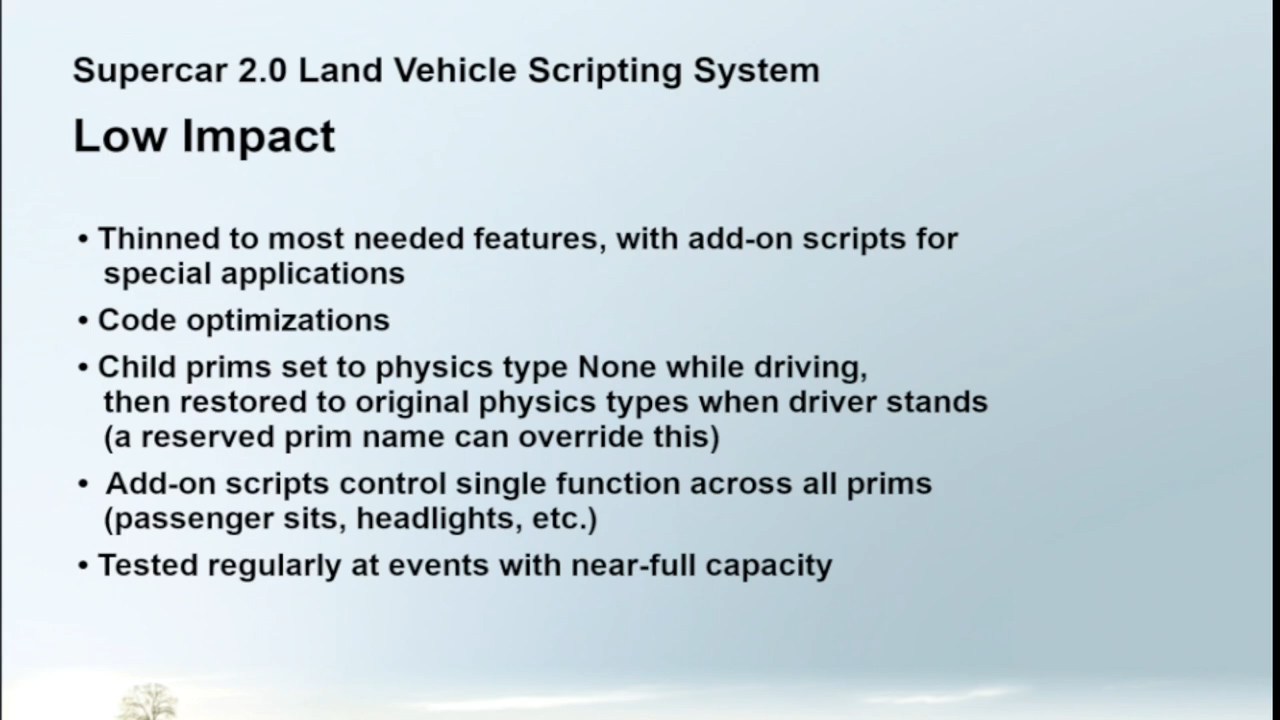 Supercar 2.0 Land Vehicle Scripting System
Low Impact
• Thinned to most needed features, with add-on scripts for
special applications
• Code optimizations
• Child prims set to physics type None while driving,
then restored to original physics types when driver stands
(a reserved prim name can override this)
• Add-on scripts control single function across all prims
(passenger sits, headlights, etc.)
• Tested regularly at events with near-full capacity